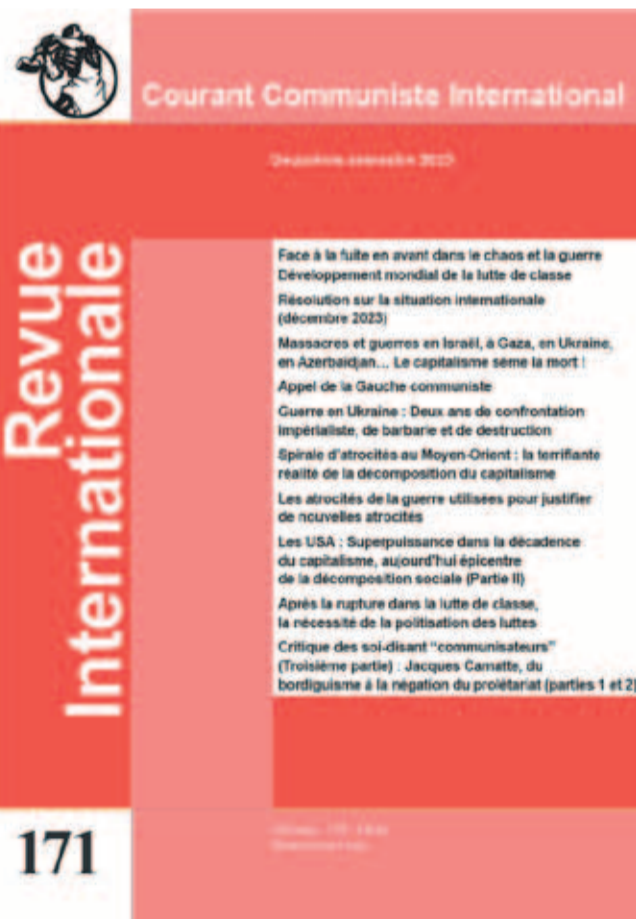 Courant Communiste International
Deuxième semestre 2023
Revue
Internationale
Face à la fuite en avant dans le chaos et la guerre
Développement mondial de la lutte de classe
Résolution sur la situation internationale
(décembre 2023)
Massacres et guerres en Israël, à Gaza, en Ukraine,
en Azerbaïdjan... Le capitalisme sème la mort !
Appel de la Gauche communiste
Guerre en Ukraine : Deux ans de confrontation
impérialiste, de barbarie et de destruction
Spirale d'atrocités au Moyen-Orient : la terrifiante
réalité de la décomposition du capitalisme
Les atrocités de la guerre utilisées pour justifier
de nouvelles atrocités
Les USA : Superpuissance dans la décadence
du capitalisme, aujourd'hui épicentre
de la décomposition sociale (Partie II)
Après la rupture dans la lutte de classe,
la nécessité de la politisation des luttes
Critique des soi-disant "communisateurs"
(Troisième partie) : Jacques Camatte, du
bordiguisme à la négation du prolétariat (parties 1 et 2)
171